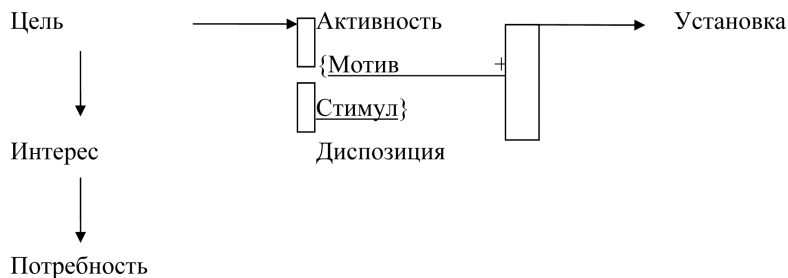 Цель Активность Установка
{Мотив +
Стимул}
Интерес Диспозиция
Потребность